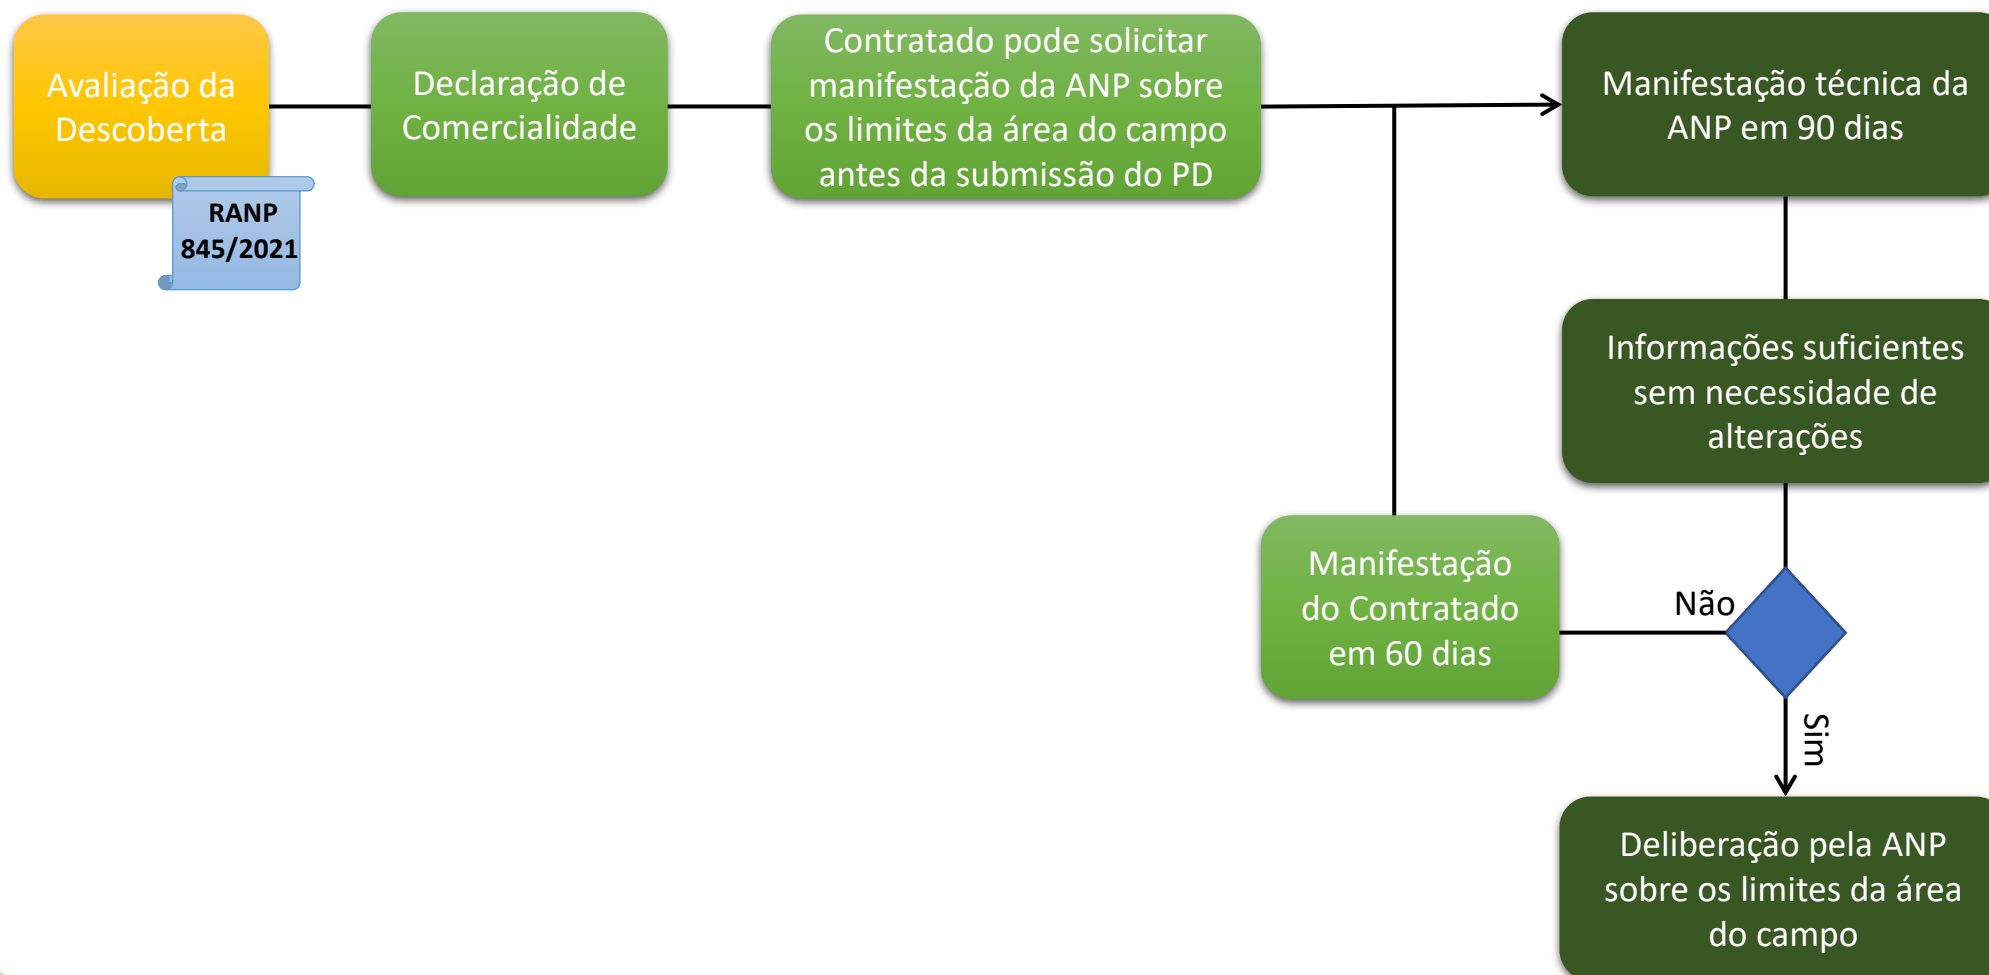 Avaliação da
Descoberta
RANP
845/2021
Declaração de
Comercialidade
Contratado pode solicitar
manifestação da ANP sobre
os limites da área do campo
antes da submissão do PD
Manifestação técnica da
ANP em 90 dias
Informações suficientes
sem necessidade de
alterações
Não
Manifestação
do Contratado
em 60 dias
Sim
Deliberação pela ANP
sobre os limites da área
do campo